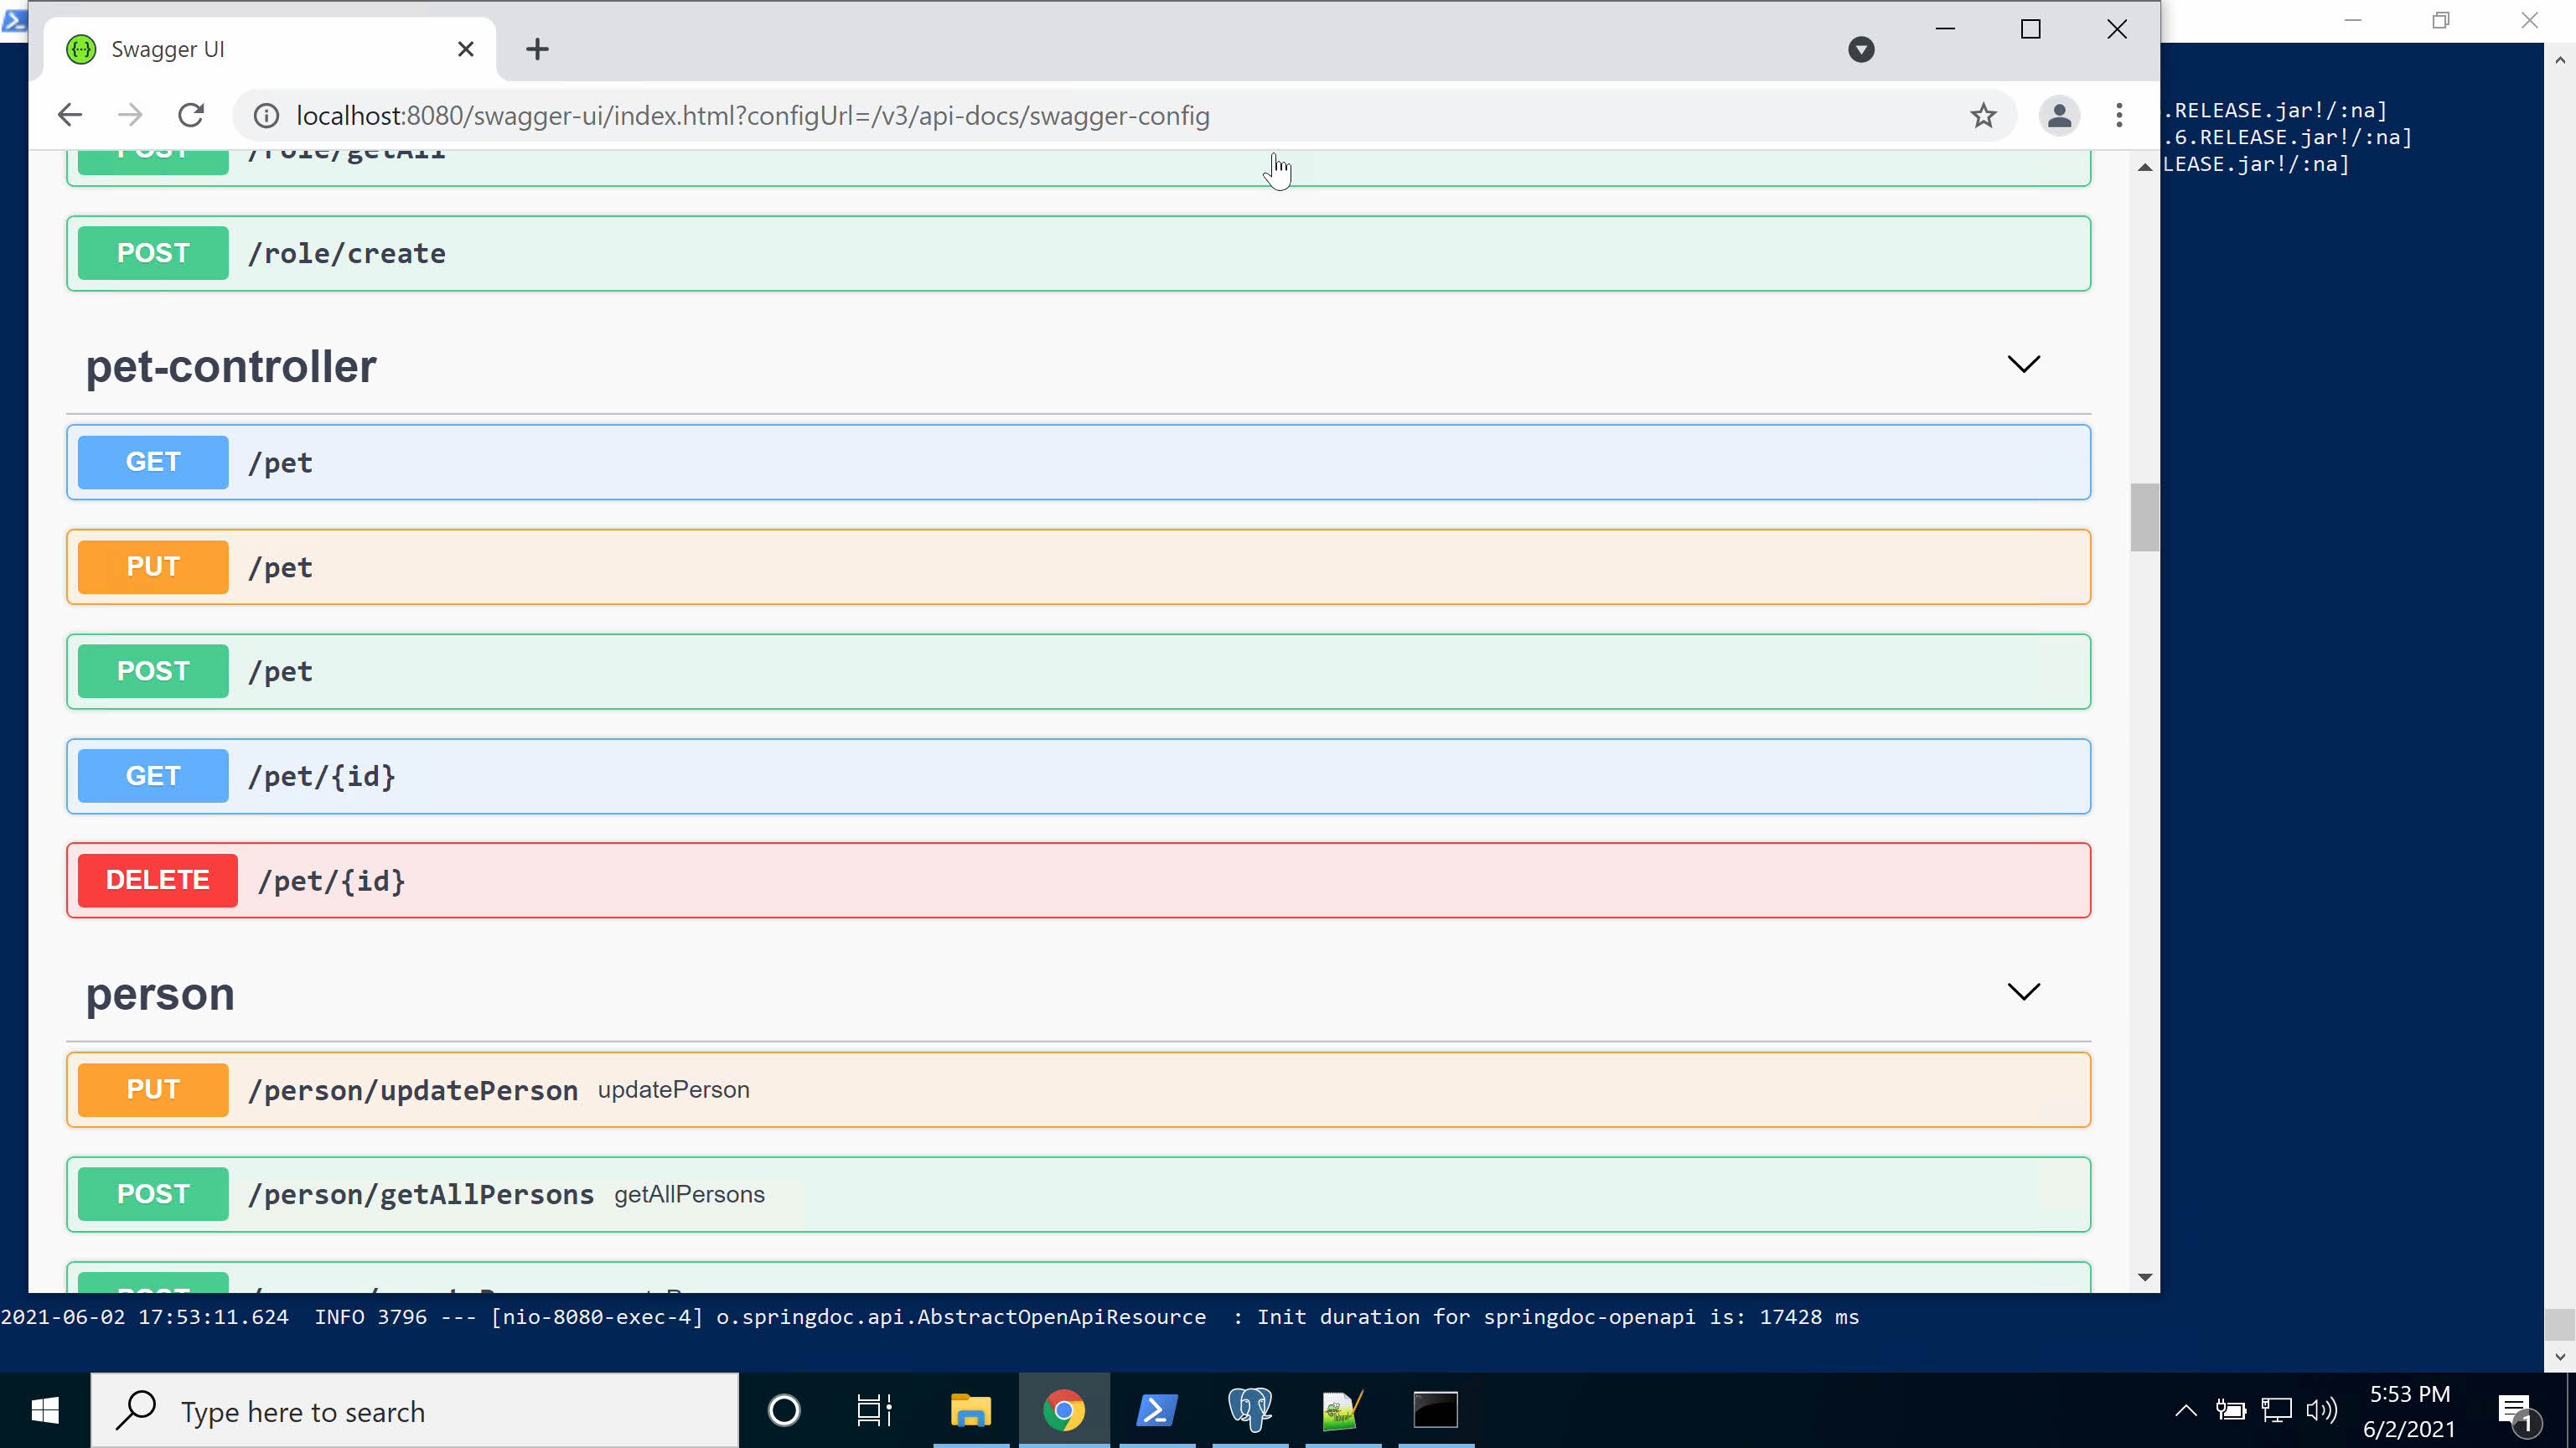 Swagger UI
localhost:8080/swagger-ui/index.html?configUrl=/v3/api-docs/swagger-config
.RELEASE.jar!/:na]
.6.RELEASE.jar!/:na]
LEASE.jar!/:na]
POST /role/getAll
POST /role/create
pet-controller
GET /pet
PUT /pet
POST /pet
GET /pet/{id}
DELETE /pet/{id}
person
PUT /person/updatePerson updatePerson
POST /person/getAllPersons getAllPersons
POST
2021-06-02 17:53:11.624 INFO 3796 --- [nio-8080-exec-4] o.springdoc.api.AbstractOpenApiResource : Init duration for springdoc-openapi is: 17428 ms
Type here to search
5:53 PM
6/2/2021
1